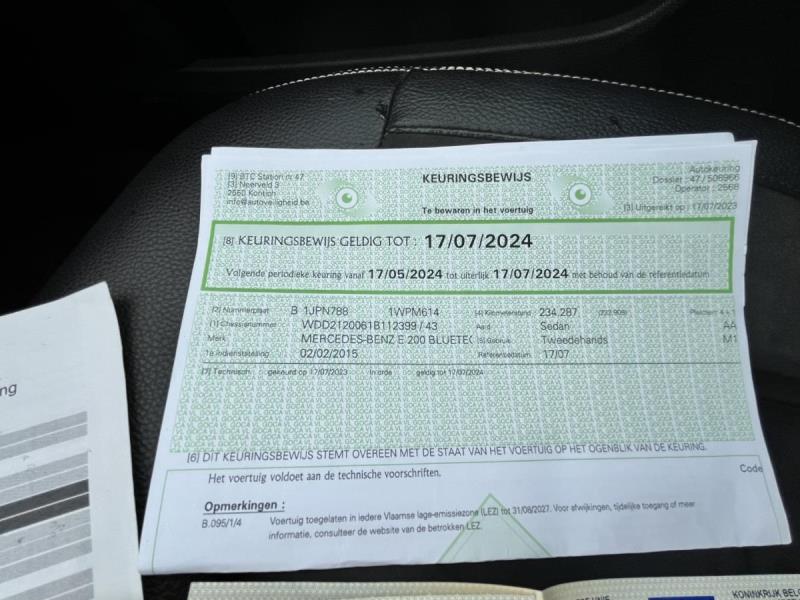 [9] BTC Station nr 47
[3] Neerveld 3
2550 Kontich
info@autoveiligheid.be
KEURINGSBEWIJS
Te bewaren in het voertuig
Autokeuring
Dossier : 47 / 508966
Operator : 2568
[3] Uitgereikt op : 17/07/2023
[8] KEURINGSBEWIJS GELDIG TOT : 17/07/2024
Volgende periodieke keuring vanaf 17/05/2024 tot uiterlijk 17/07/2024 met behoud van de referentiedatum
[2] Nummerplaat B 1JPN788 1WPM614 [4] Kilometerstand 234.287
[1] Chassisnummer WDD2120061B112399 / 43 Aard Sedan AA
Merk MERCEDES-BENZ E 200 BLUETEC [5] Gebruik Tweedehands M1
1e indienststelling 02/02/2015 Referentiedatum 17/07
[7] Technisch : gekeurd op 17/07/2023 In orde geldig tot 17/07/2024
[6] DIT KEURINGSBEWIJS STEMT OVEREEN MET DE STAAT VAN HET VOERTUIG OP HET OGENBLIK VAN DE KEURING.
Het voertuig voldoet aan de technische voorschriften.
Code
Opmerkingen :
B.095/1/4 Voertuig toegelaten in iedere Vlaamse lage-emissiezone (LEZ) tot 31/08/2027. Voor afwijkingen, tijdelijke toegang of meer
informatie, consulteer de website van de betrokken LEZ.
ng
KONINKRIJK BEL